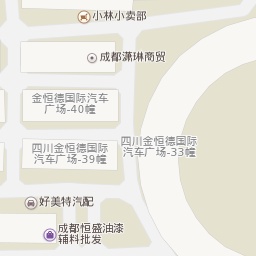 小林小卖部
成都潇琳商贸
金恒德国际汽车
广场-40幢
四川金恒德国际
汽车广场-39幢
四川金恒德国际
汽车广场-33幢
好美特汽配
成都恒盛油漆
辅料批发